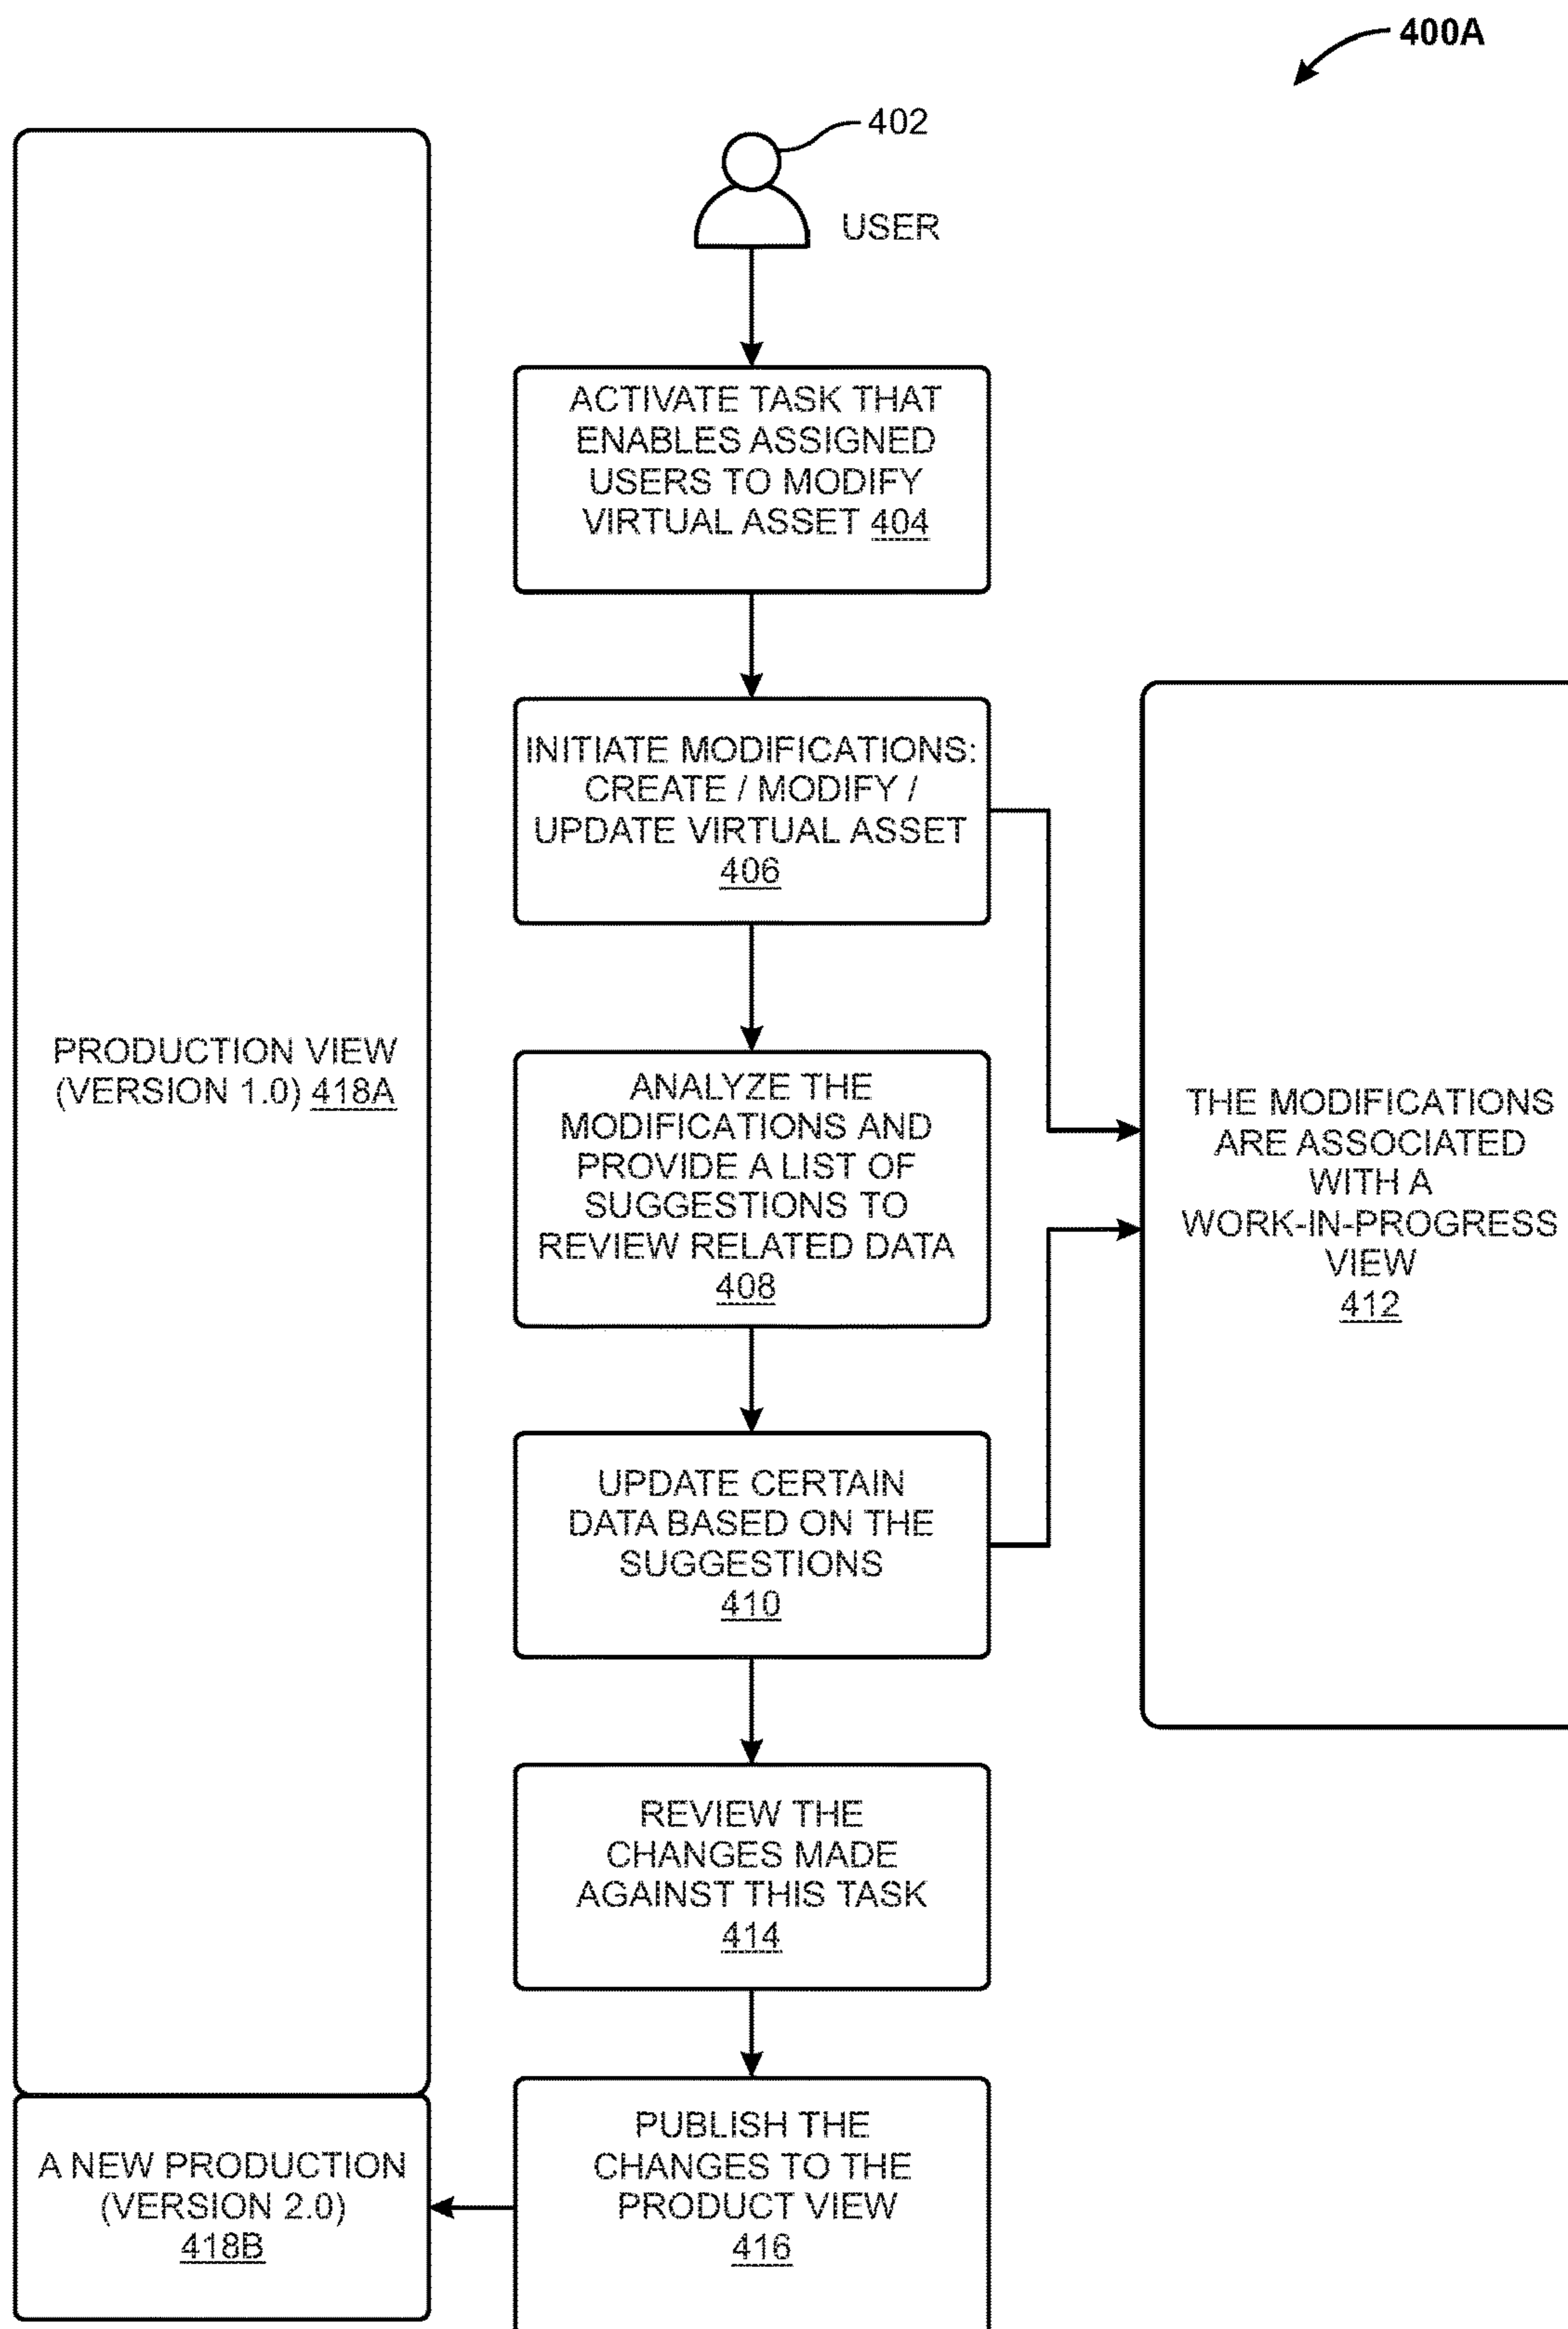 400A
402
USER
ACTIVATE TASK THAT
ENABLES ASSIGNED
USERS TO MODIFY
VIRTUAL ASSET 404
INITIATE MODIFICATIONS:
CREATE / MODIFY /
UPDATE VIRTUAL ASSET
406
PRODUCTION VIEW
(VERSION 1.0) 418A
ANALYZE THE
MODIFICATIONS AND
PROVIDE A LIST OF
SUGGESTIONS TO
REVIEW RELATED DATA
408
THE MODIFICATIONS
ARE ASSOCIATED
WITH A
WORK-IN-PROGRESS
VIEW
412
UPDATE CERTAIN
DATA BASED ON THE
SUGGESTIONS
410
REVIEW THE
CHANGES MADE
AGAINST THIS TASK
414
PUBLISH THE
CHANGES TO THE
PRODUCT VIEW
416
A NEW PRODUCTION
(VERSION 2.0)
418B